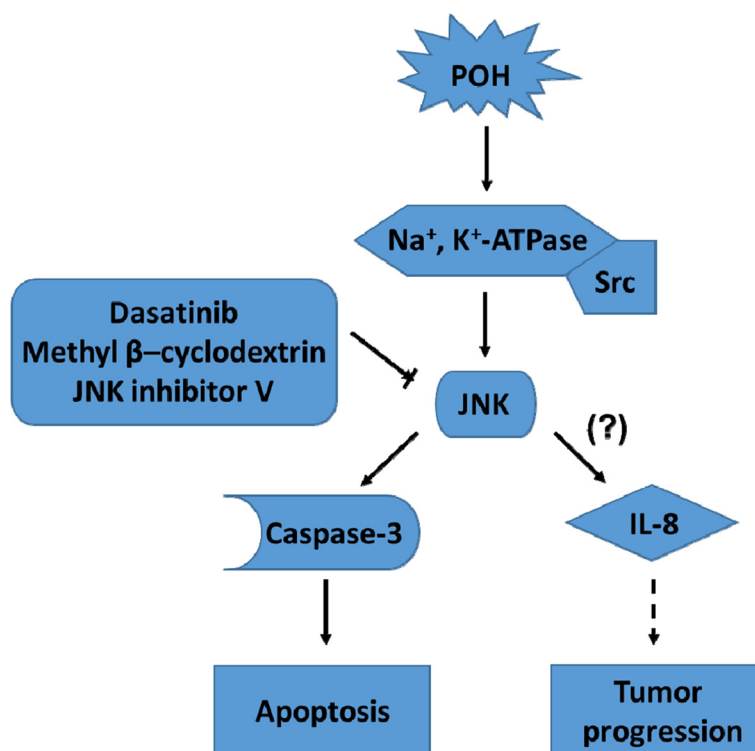 POH
Na⁺, K⁺-ATPase
Src
Dasatinib
Methyl β–cyclodextrin
JNK inhibitor V
JNK
(?)
Caspase-3
IL-8
Apoptosis
Tumor
progression